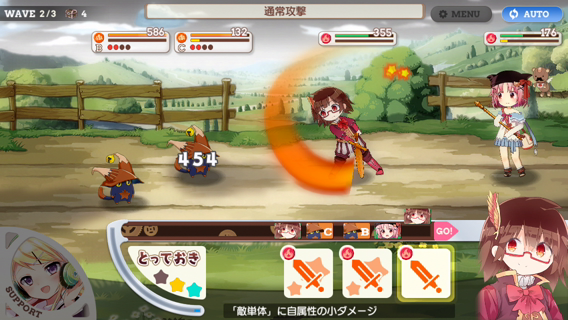 WAVE 2/3 4
通常攻撃
MENU
AUTO
586
B
132
C
355
176
454
C
B
GO!
とっておき
SUPPORT
「敵単体」に自属性の小ダメージ